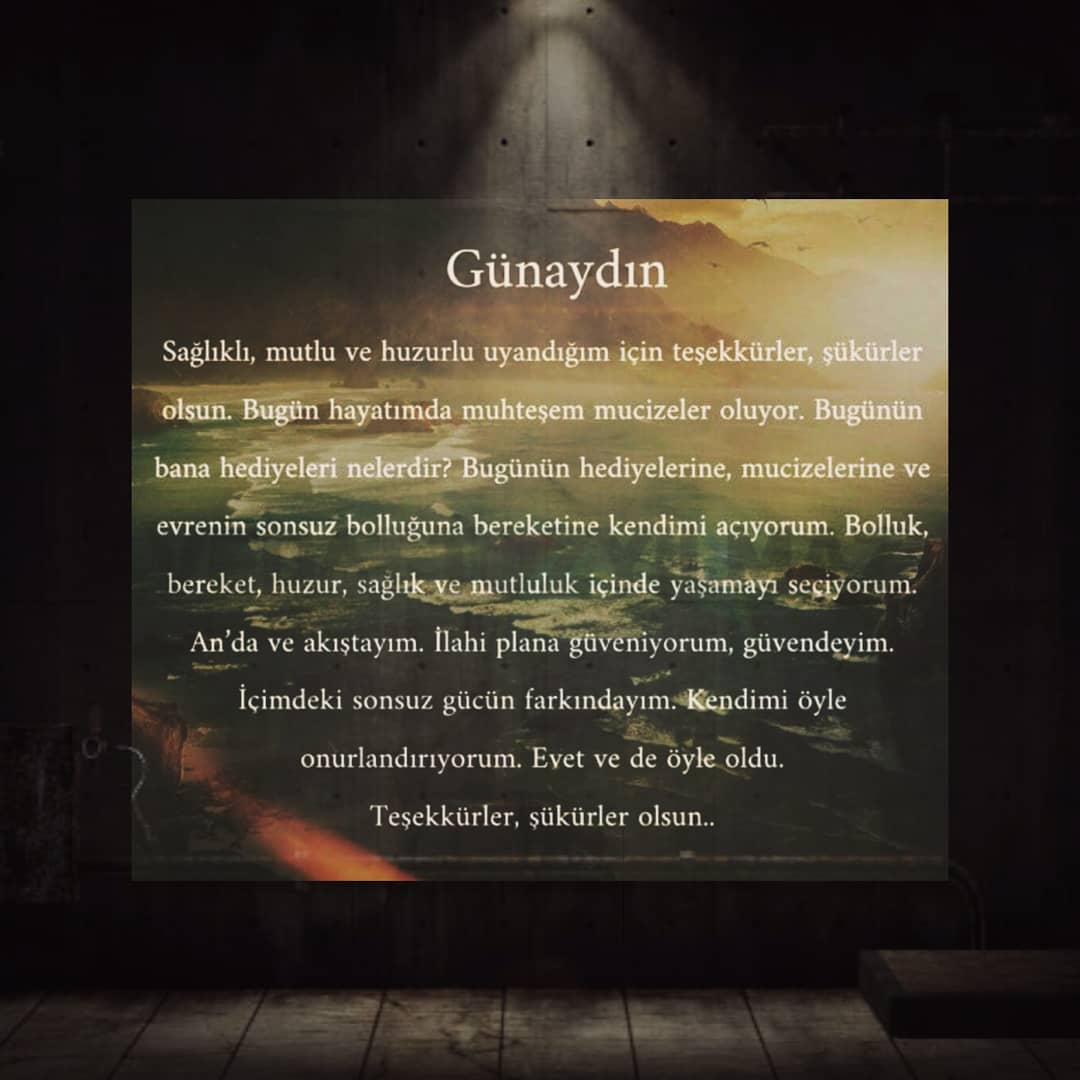 Günaydın
Sağlıklı, mutlu ve huzurlu uyandığım için teşekkürler, şükürler
olsun. Bugün hayatımda muhteşem mucizeler oluyor. Bugünün
bana hediyeleri nelerdir? Bugünün hediyelerine, mucizelerine ve
evrenin sonsuz bolluğuna bereketine kendimi açıyorum. Bolluk,
bereket, huzur, sağlık ve mutluluk içinde yaşamayı seçiyorum.
An’da ve akıştayım. İlahi plana güveniyorum, güvendeyim.
İçimdeki sonsuz gücün farkındayım. Kendimi öyle
onurlandırıyorum. Evet ve de öyle oldu.
Teşekkürler, şükürler olsun..